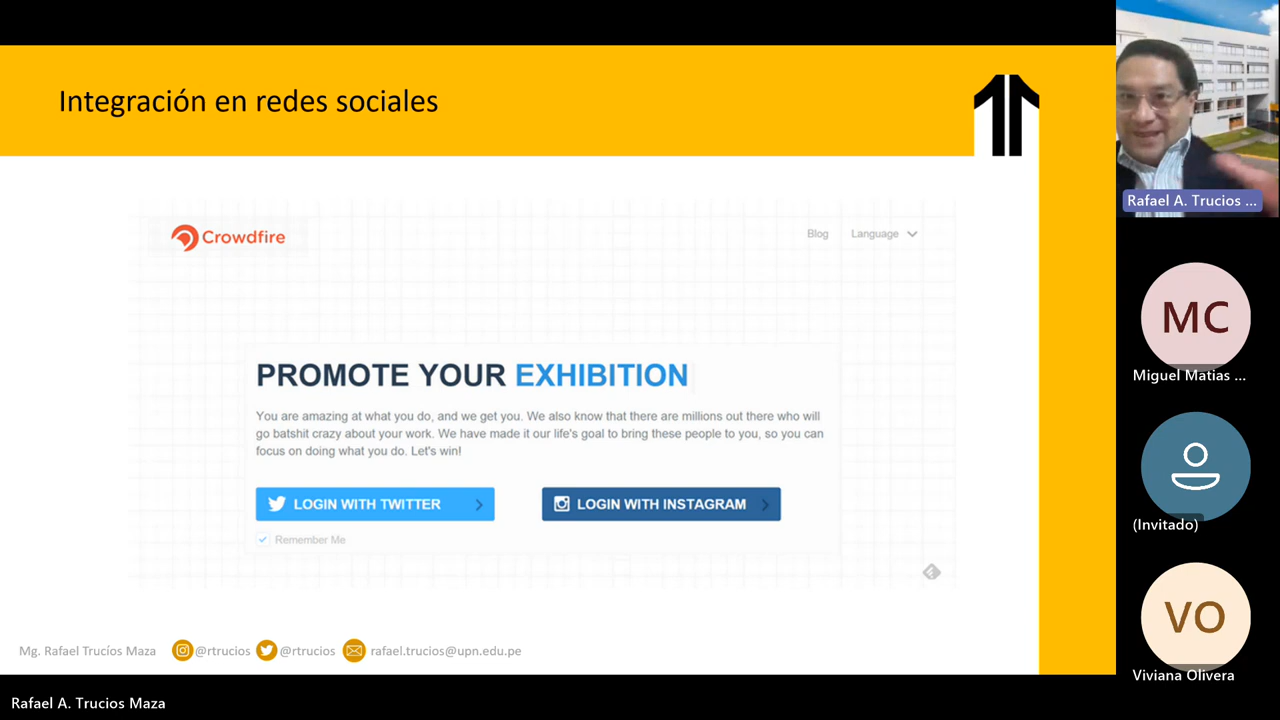 Integración en redes sociales
Crowdfire
Blog
Language
PROMOTE YOUR EXHIBITION
You are amazing at what you do, and we get you. We also know that there are millions out there who will
go batshit crazy about your work. We have made it our life's goal to bring these people to you, so you can
focus on doing what you do. Let's win!
LOGIN WITH TWITTER
LOGIN WITH INSTAGRAM
Remember Me
Mg. Rafael Trucíos Maza
@rtrucios
@rtrucios
rafael.trucios@upn.edu.pe
Rafael A. Trucios Maza
Rafael A. Trucios ...
MC
Miguel Matias ...
(Invitado)
VO
Viviana Olivera